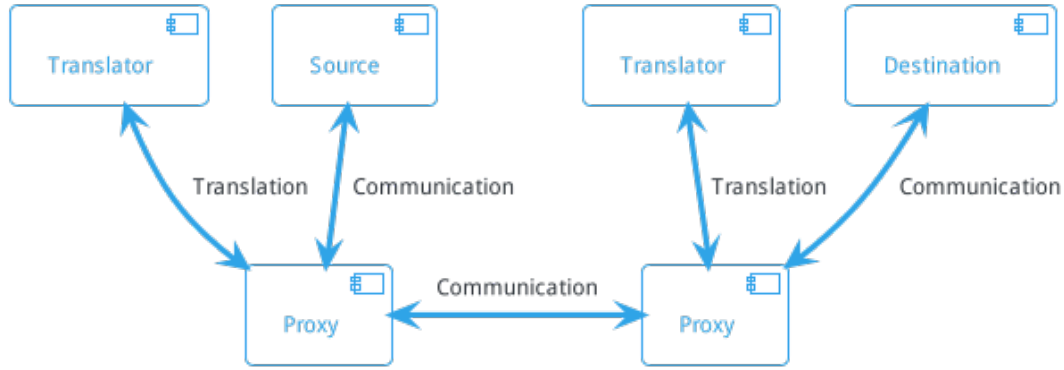 Translator
Source
Translator
Destination
Translation
Communication
Translation
Communication
Communication
Proxy
Proxy